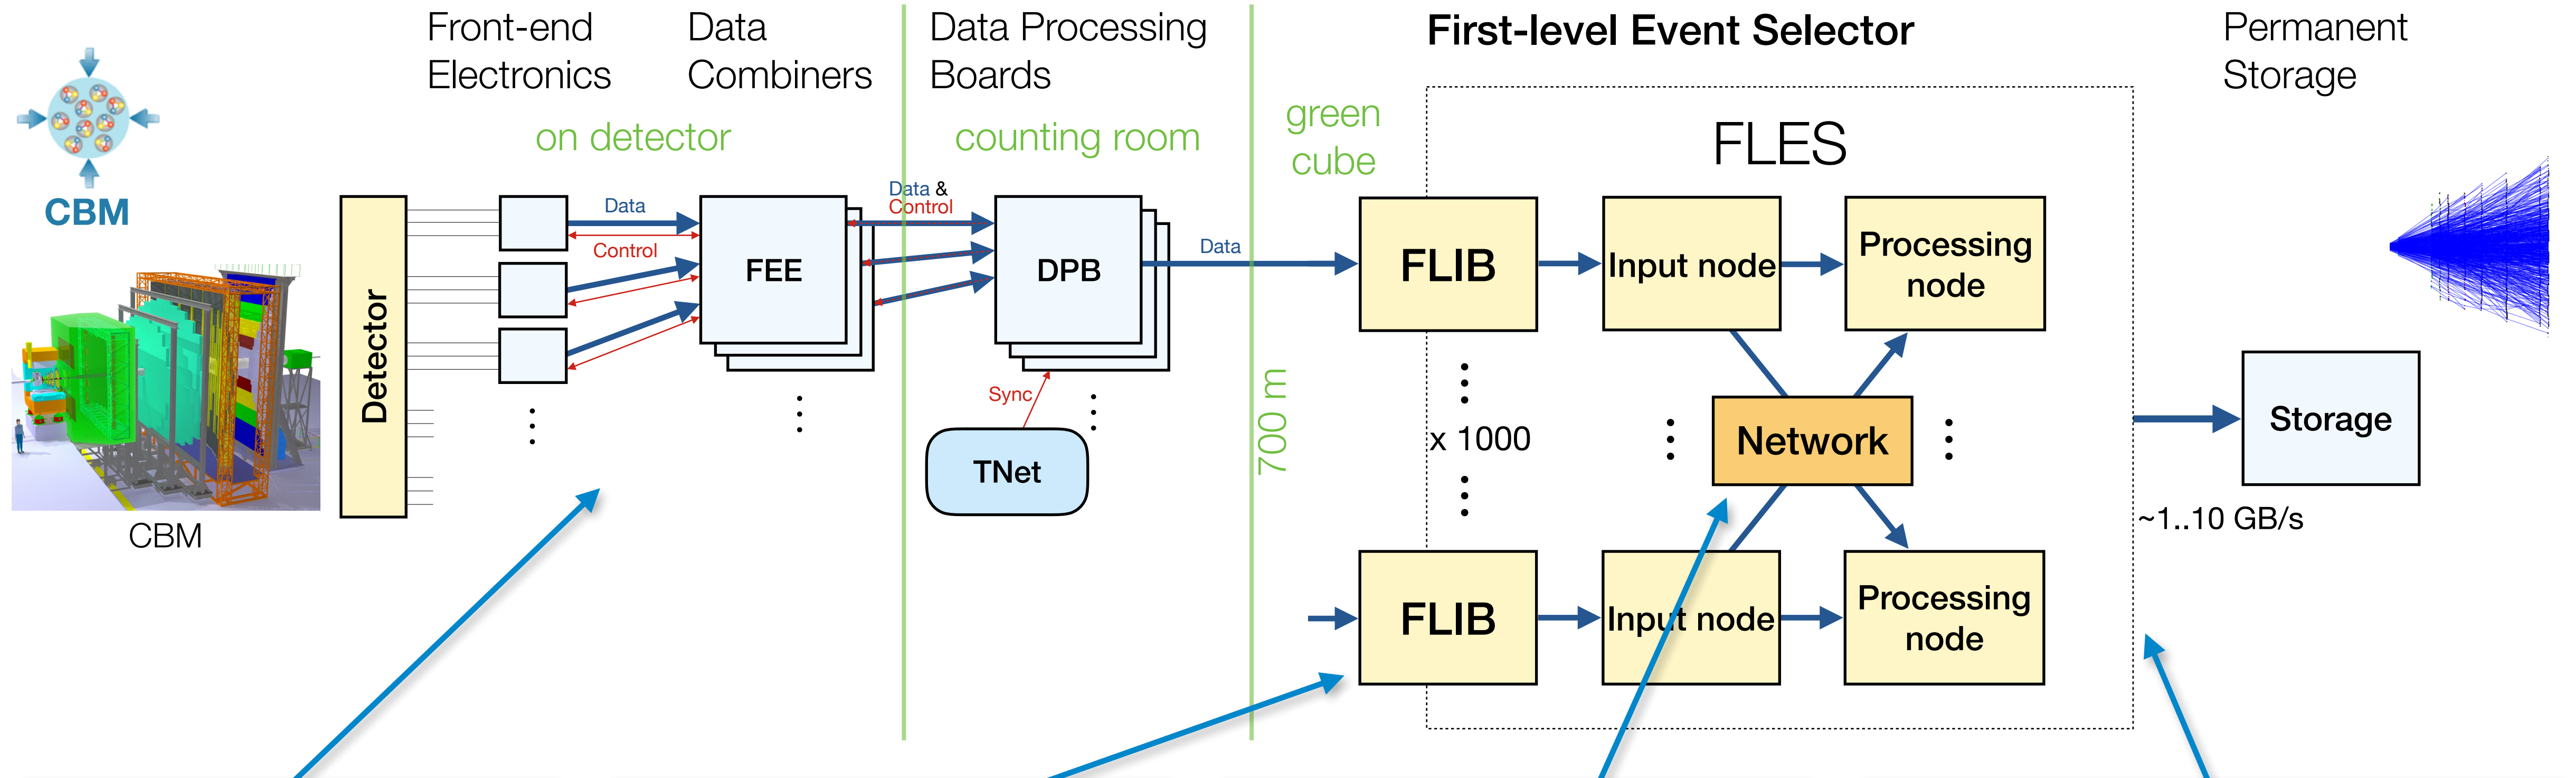 Front-end
Electronics
Data
Combiners
Data Processing
Boards
First-level Event Selector
Permanent
Storage
on detector
counting room
green
cube
FLES
CBM
CBM
Detector
Data
Control
FEE
Data &
Control
DPB
Sync
TNet
Data
700 m
FLIB
Input node
Processing
node
x 1000
Network
FLIB
Input node
Processing
node
Storage
~1..10 GB/s